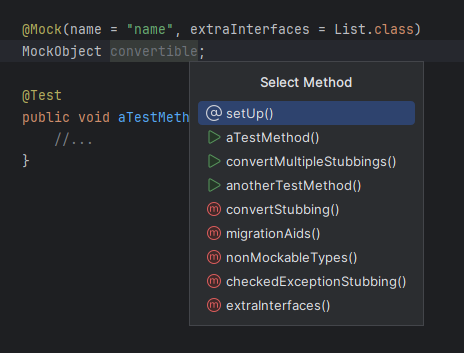 @Mock(name = "name", extraInterfaces = List.class)
MockObject convertible;
Select Method
@Test
@ setUp()
public void aTestMeth
aTestMethod()
//...
convertMultipleStubbings()
}
anotherTestMethod()
m convertStubbing()
m migrationAids()
m nonMockableTypes()
m checkedExceptionStubbing()
m extraInterfaces()